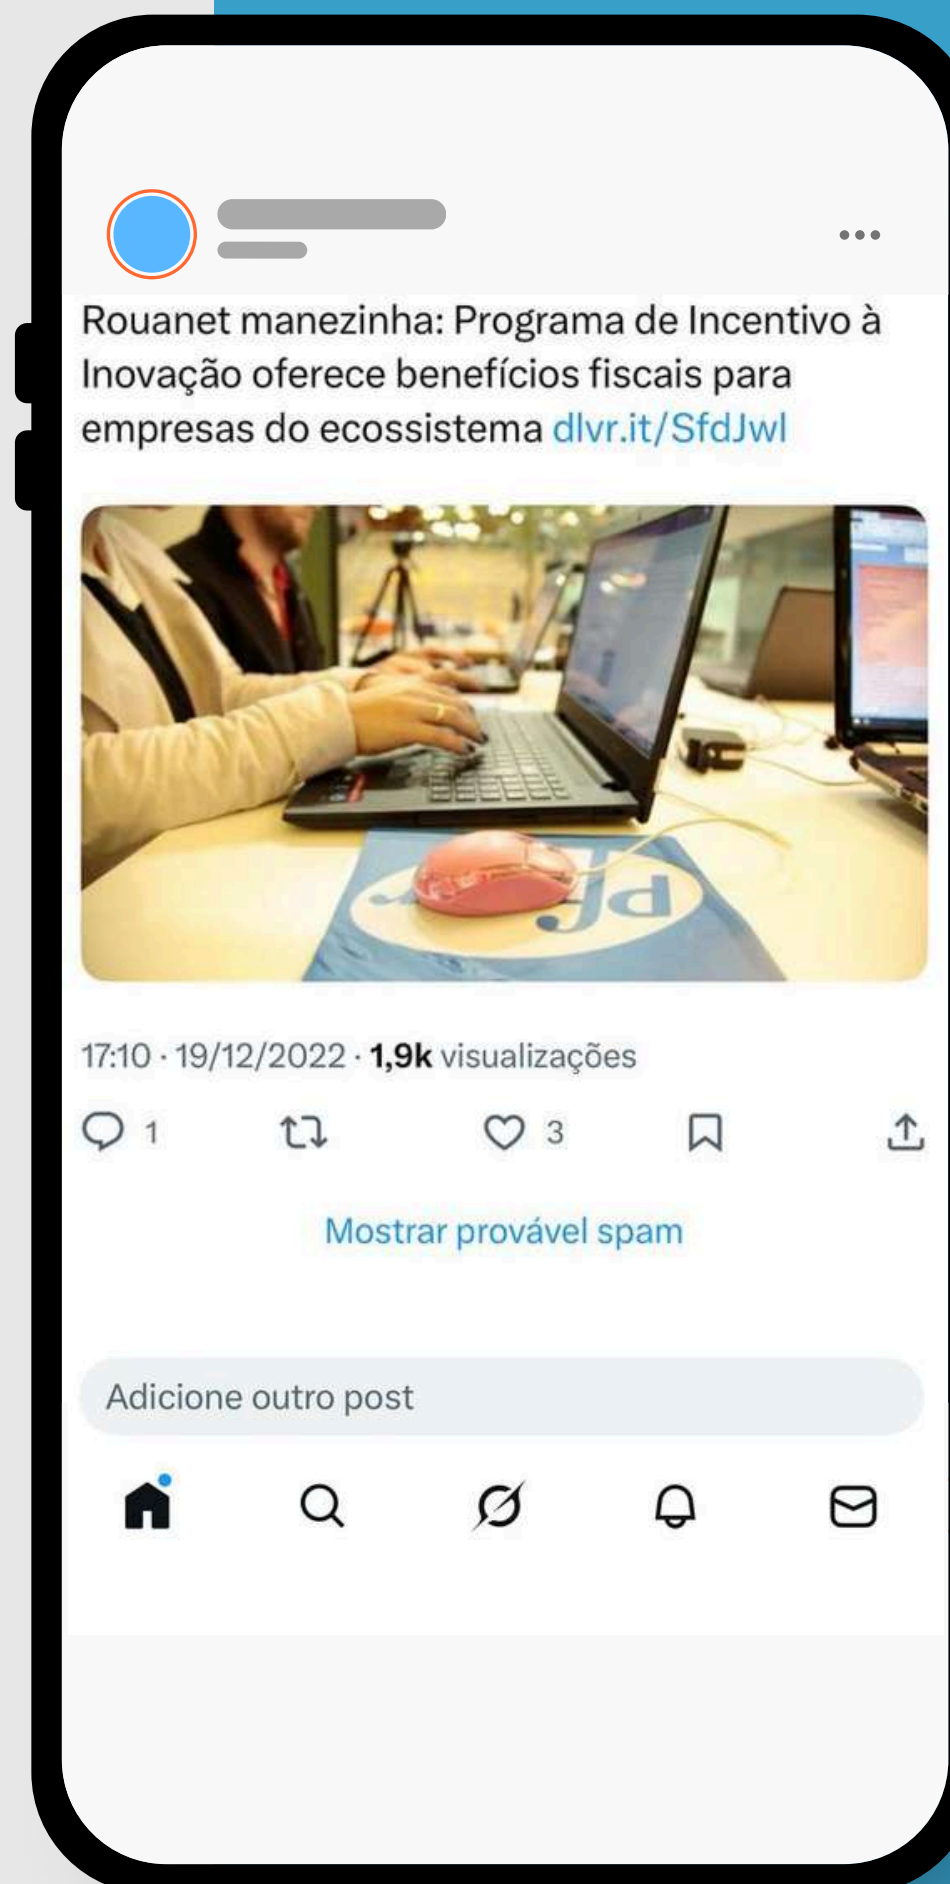 Rouanet manezinha: Programa de Incentivo à
Inovação oferece benefícios fiscais para
empresas do ecossistema dlvr.it/SfdJwl
17:10 · 19/12/2022 · 1,9k visualizações
1
3
Mostrar provável spam
Adicione outro post